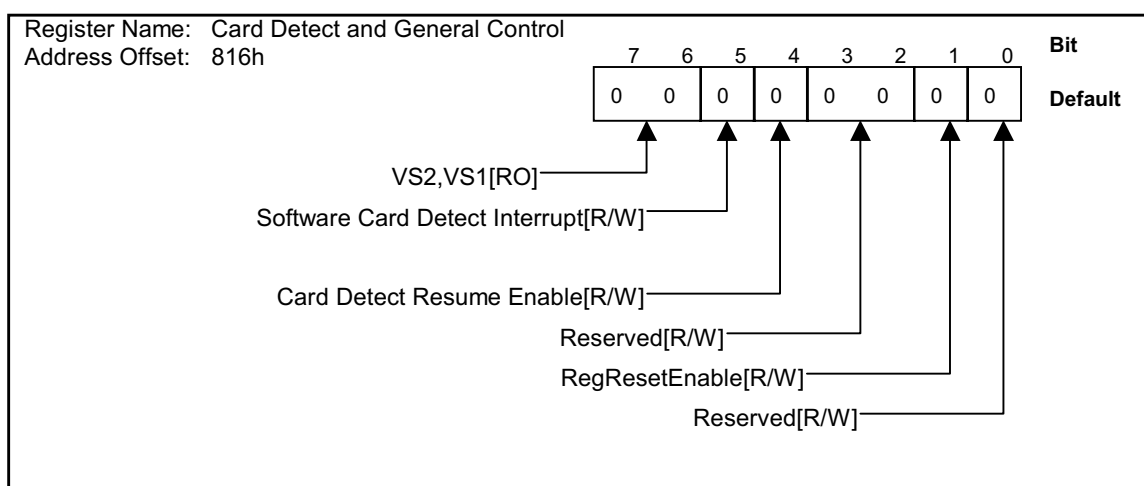 Register Name: Card Detect and General Control
Address Offset: 816h
7 6 5 4 3 2 1 0 Bit
0 0 0 0 0 0 0 0 Default
VS2,VS1[RO]
Software Card Detect Interrupt[R/W]
Card Detect Resume Enable[R/W]
Reserved[R/W]
RegResetEnable[R/W]
Reserved[R/W]